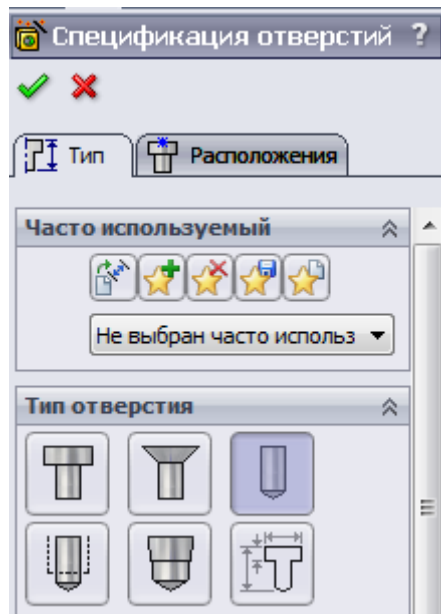 Спецификация отверстий ?
Тип Расположения
Часто используемый
Не выбран часто использ
Тип отверстия